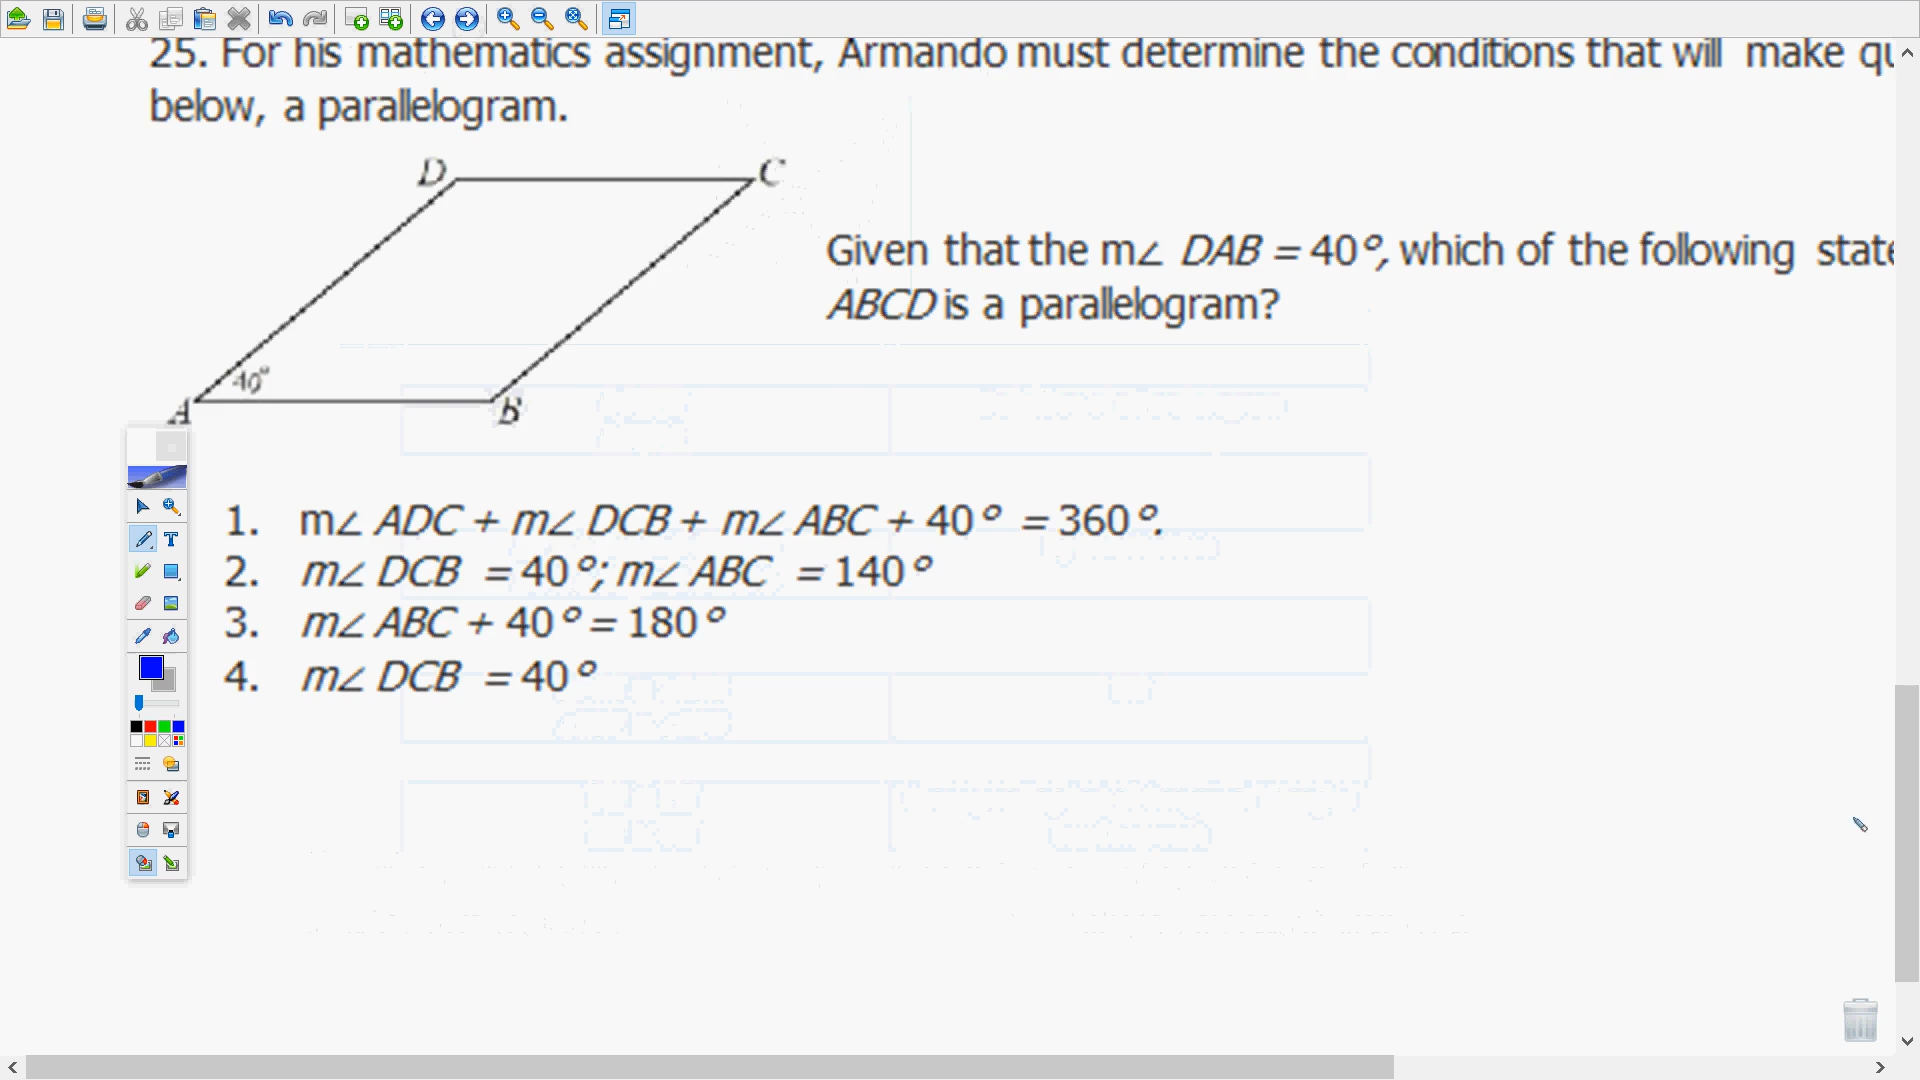 25. For his mathematics assignment, Armando must determine the conditions that will make
below, a parallelogram.
D
C
Given that the m∠ DAB = 40°, which of the following
ABCD is a parallelogram?
40°
A
B
1. m∠ ADC + m∠ DCB + m∠ ABC + 40° = 360°.
2. m∠ DCB = 40°; m∠ ABC = 140°
3. m∠ ABC + 40° = 180°
4. m∠ DCB = 40°
T